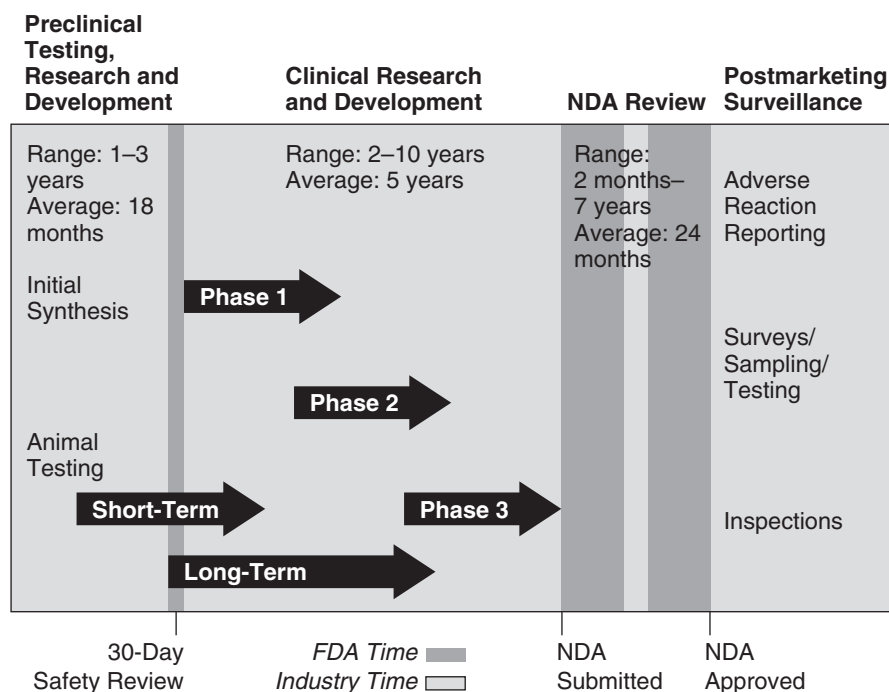 Preclinical
Testing,
Research and
Development
Clinical Research
and Development
NDA Review
Postmarketing
Surveillance
Range: 1–3
years
Average: 18
months
Range: 2–10 years
Average: 5 years
Range:
2 months–
7 years
Average: 24
months
Adverse
Reaction
Reporting
Initial
Synthesis
Phase 1
Surveys/
Sampling/
Testing
Phase 2
Animal
Testing
Short-Term
Phase 3
Inspections
Long-Term
30-Day
Safety Review
FDA Time
Industry Time
NDA
Submitted
NDA
Approved